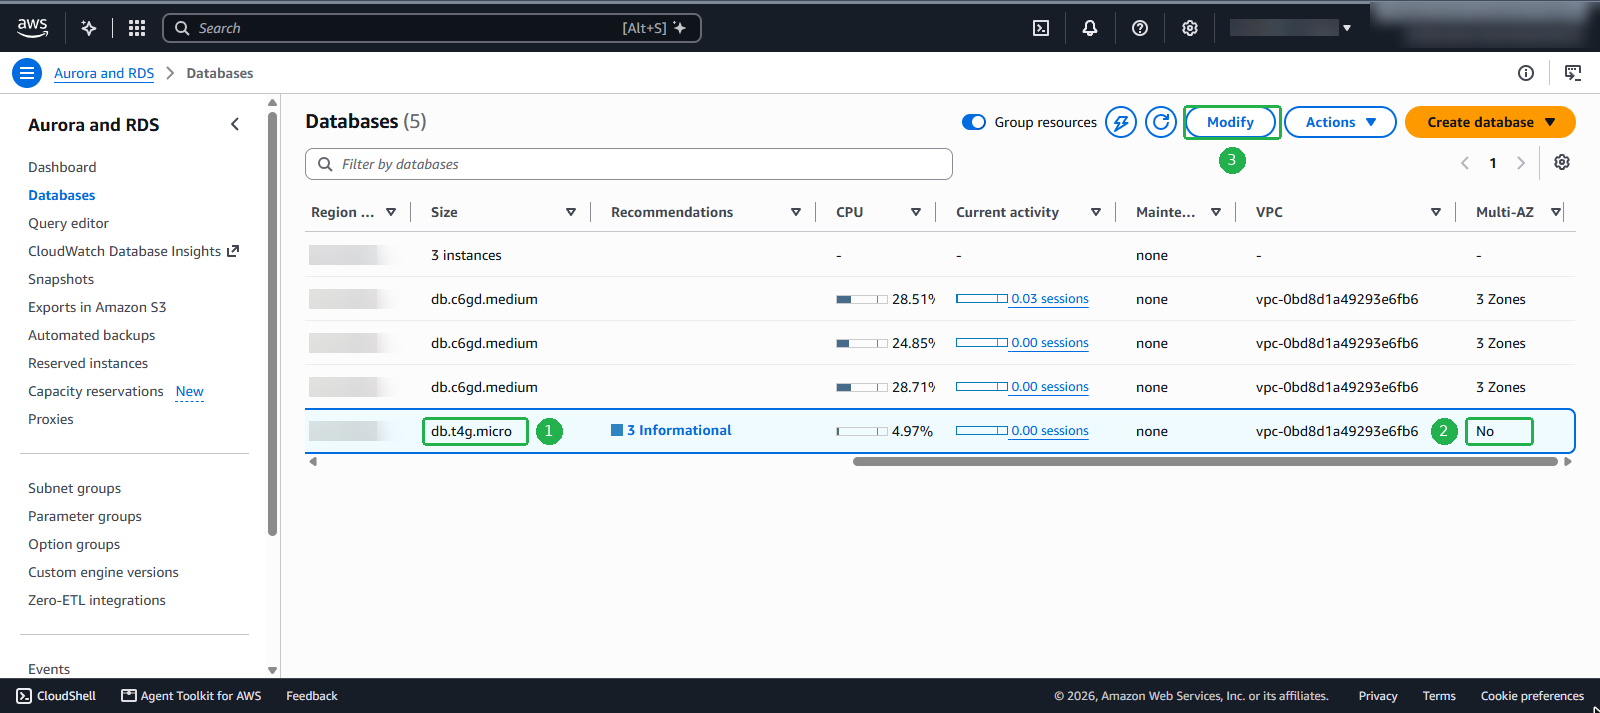 aws
Search [Alt+S]
Aurora and RDS > Databases
Aurora and RDS
Dashboard
Databases
Query editor
CloudWatch Database Insights
Snapshots
Exports in Amazon S3
Automated backups
Reserved instances
Capacity reservations New
Proxies
Subnet groups
Parameter groups
Option groups
Custom engine versions
Zero-ETL integrations
Events
Databases (5)
Group resources
Modify
Actions
Create database
3
Filter by databases
1
Region ... Size Recommendations CPU Current activity Mainte... VPC Multi-AZ
3 instances - - none - -
db.c6gd.medium 28.51% 0.03 sessions none vpc-0bd8d1a49293e6fb6 3 Zones
db.c6gd.medium 24.85% 0.00 sessions none vpc-0bd8d1a49293e6fb6 3 Zones
db.c6gd.medium 28.71% 0.00 sessions none vpc-0bd8d1a49293e6fb6 3 Zones
db.t4g.micro 1 3 Informational 4.97% 0.00 sessions none vpc-0bd8d1a49293e6fb6 2 No
CloudShell Agent Toolkit for AWS Feedback © 2026, Amazon Web Services, Inc. or its affiliates. Privacy Terms Cookie preferences